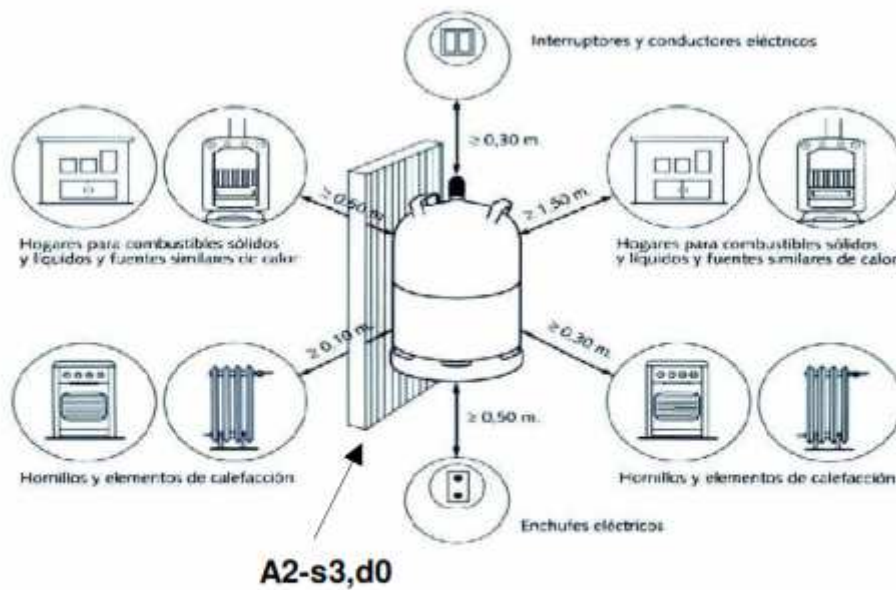 Interruptores y conductores eléctricos
≥ 0,30 m.
≥ 0,50 m.
≥ 1,50 m.
Hogares para combustibles sólidos
y líquidos y fuentes similares de calor
Hogares para combustibles sólidos
y líquidos y fuentes similares de calor
≥ 0,10 m.
≥ 0,30 m.
≥ 0,50 m.
Hornillos y elementos de calefacción
Hornillos y elementos de calefacción
Enchufes eléctricos
A2-s3,d0